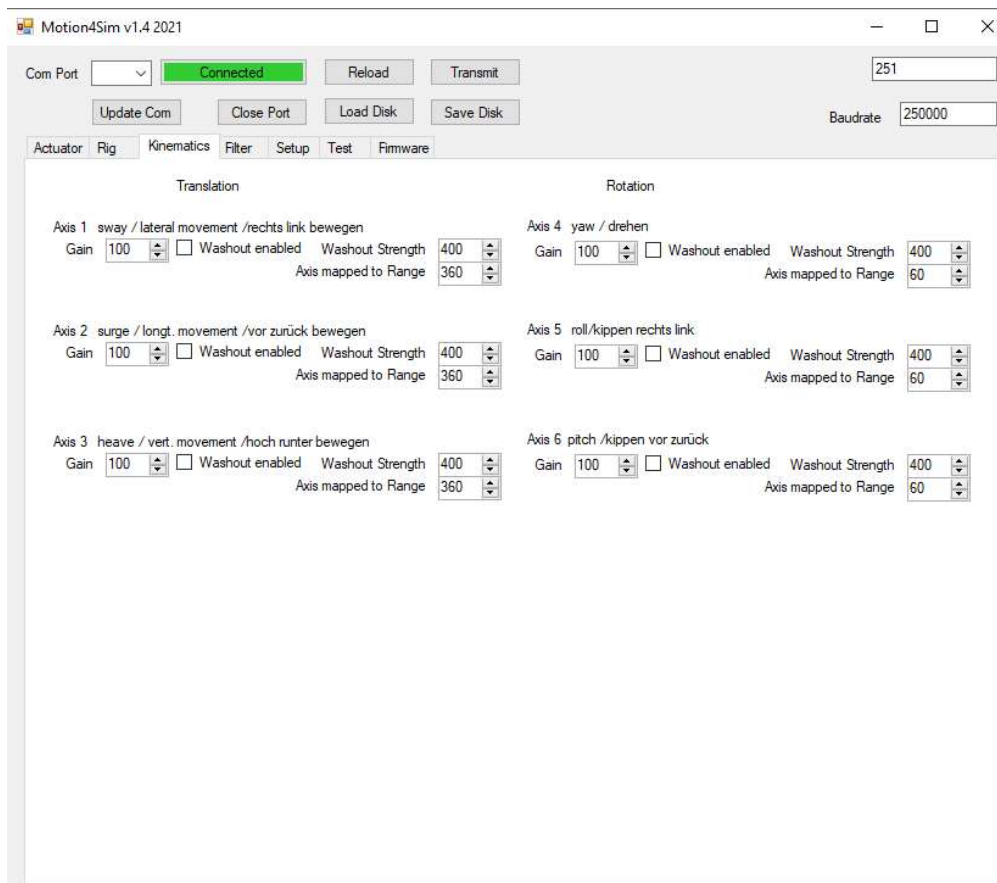 Motion4Sim v1.4 2021
Com Port Connected Reload Transmit 251
Update Com Close Port Load Disk Save Disk Baudrate 250000
Actuator Rig Kinematics Filter Setup Test Firmware
Translation Rotation
Axis 1 sway / lateral movement /rechts link bewegen
Gain 100 Washout enabled Washout Strength 400
Axis mapped to Range 360
Axis 2 surge / longt. movement /vor zurück bewegen
Gain 100 Washout enabled Washout Strength 400
Axis mapped to Range 360
Axis 3 heave / vert. movement /hoch runter bewegen
Gain 100 Washout enabled Washout Strength 400
Axis mapped to Range 360
Axis 4 yaw / drehen
Gain 100 Washout enabled Washout Strength 400
Axis mapped to Range 60
Axis 5 roll/kippen rechts link
Gain 100 Washout enabled Washout Strength 400
Axis mapped to Range 60
Axis 6 pitch /kippen vor zurück
Gain 100 Washout enabled Washout Strength 400
Axis mapped to Range 60